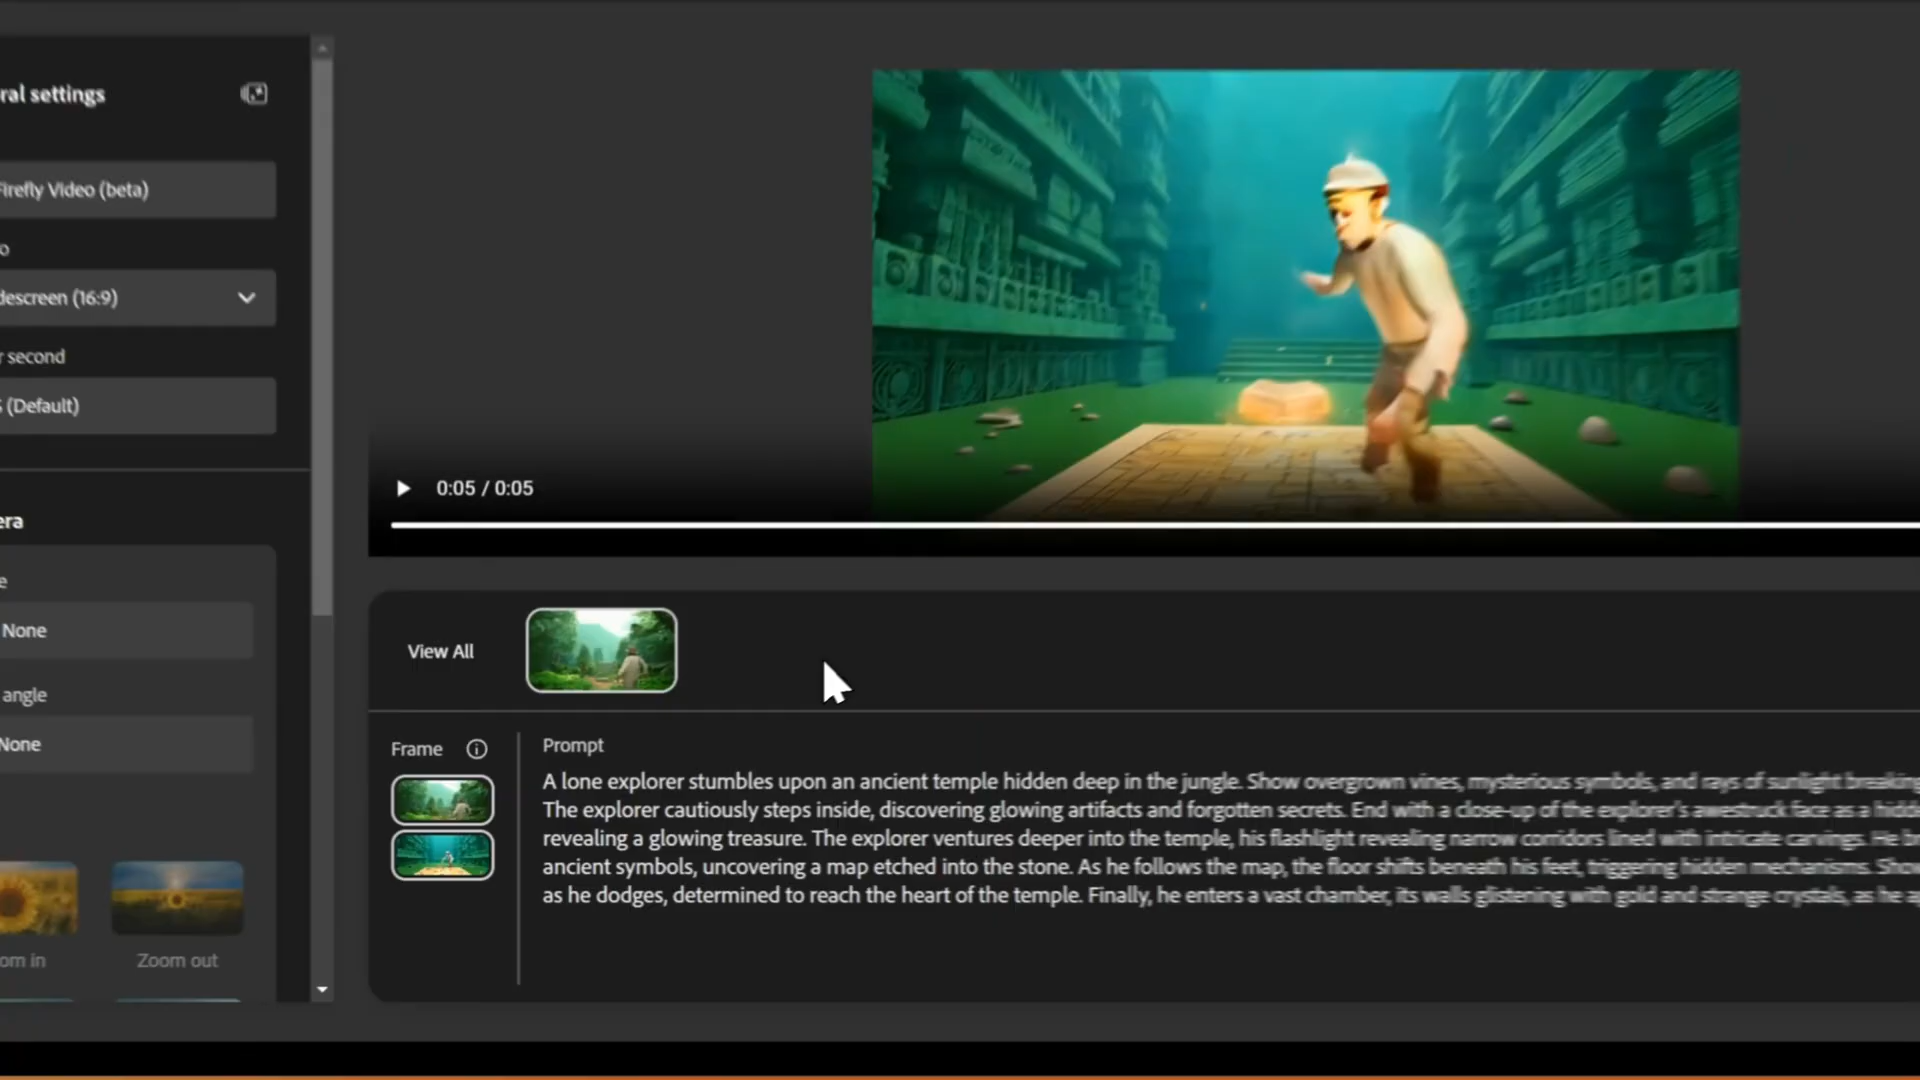 ral settings
Firefly Video (beta)
o
descreen (16:9)
r second
S (Default)
era
e
None
angle
None
om in
Zoom out
0:05 / 0:05
View All
Frame
Prompt
A lone explorer stumbles upon an ancient temple hidden deep in the jungle. Show overgrown vines, mysterious symbols, and rays of sunlight breaking
The explorer cautiously steps inside, discovering glowing artifacts and forgotten secrets. End with a close-up of the explorer's awestruck face as a hidde
revealing a glowing treasure. The explorer ventures deeper into the temple, his flashlight revealing narrow corridors lined with intricate carvings. He br
ancient symbols, uncovering a map etched into the stone. As he follows the map, the floor shifts beneath his feet, triggering hidden mechanisms. Show
as he dodges, determined to reach the heart of the temple. Finally, he enters a vast chamber, its walls glistening with gold and strange crystals, as he ap